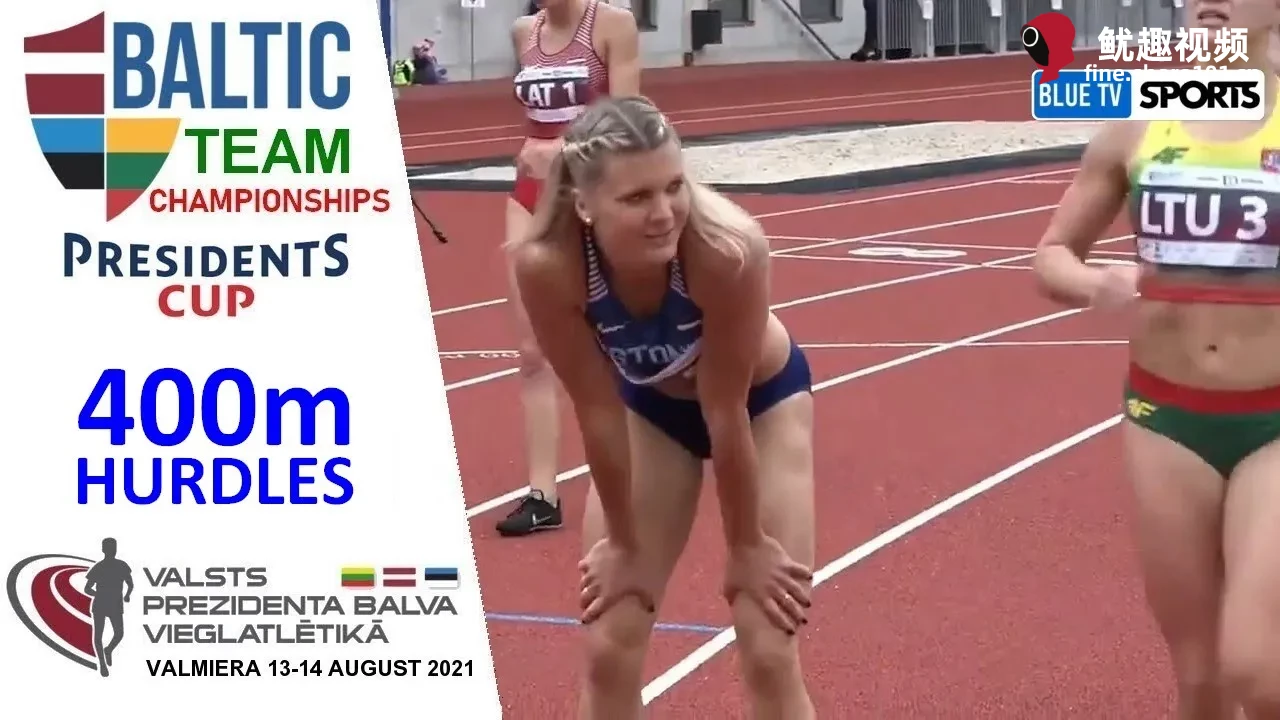 BALTIC
TEAM
CHAMPIONSHIPS
PRESIDENTS
CUP
400m
HURDLES
VALSTS
PREZIDENTA BALVA
VIEGLATLĒTIKĀ
VALMIERA 13-14 AUGUST 2021
鱿趣视频
BLUE TV SPORTS
LAT 1
LTU 3